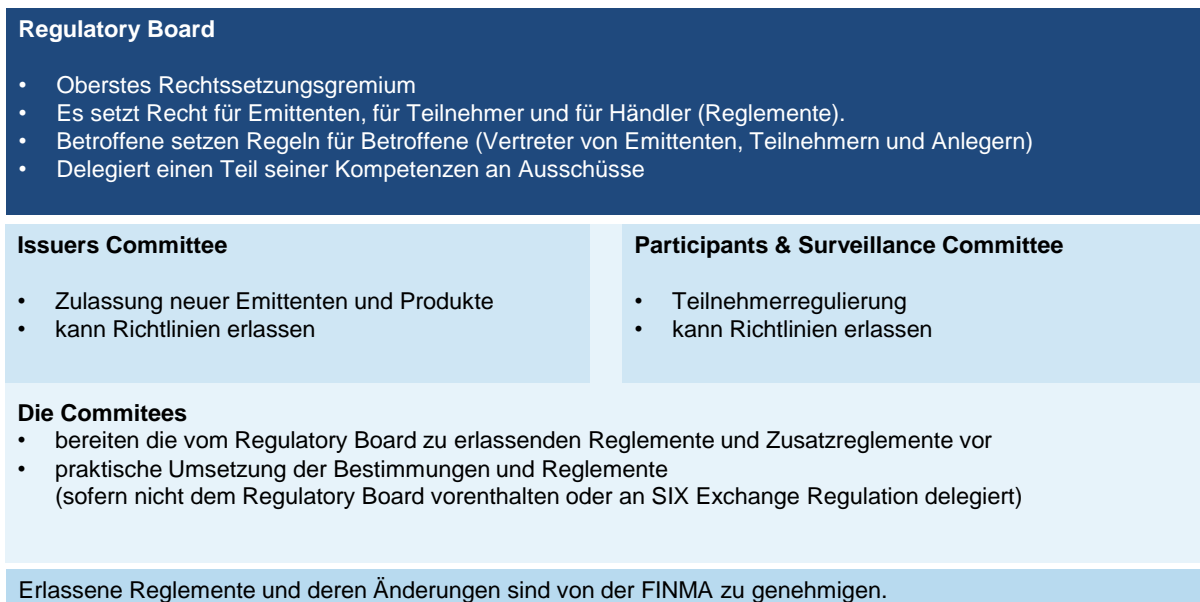 Regulatory Board
• Oberstes Rechtssetzungsgremium
• Es setzt Recht für Emittenten, für Teilnehmer und für Händler (Reglemente).
• Betroffene setzen Regeln für Betroffene (Vertreter von Emittenten, Teilnehmern und Anlegern)
• Delegiert einen Teil seiner Kompetenzen an Ausschüsse
Issuers Committee
• Zulassung neuer Emittenten und Produkte
• kann Richtlinien erlassen
Participants & Surveillance Committee
• Teilnehmerregulierung
• kann Richtlinien erlassen
Die Commitees
• bereiten die vom Regulatory Board zu erlassenden Reglemente und Zusatzreglemente vor
• praktische Umsetzung der Bestimmungen und Reglemente
(sofern nicht dem Regulatory Board vorenthalten oder an SIX Exchange Regulation delegiert)
Erlassene Reglemente und deren Änderungen sind von der FINMA zu genehmigen.